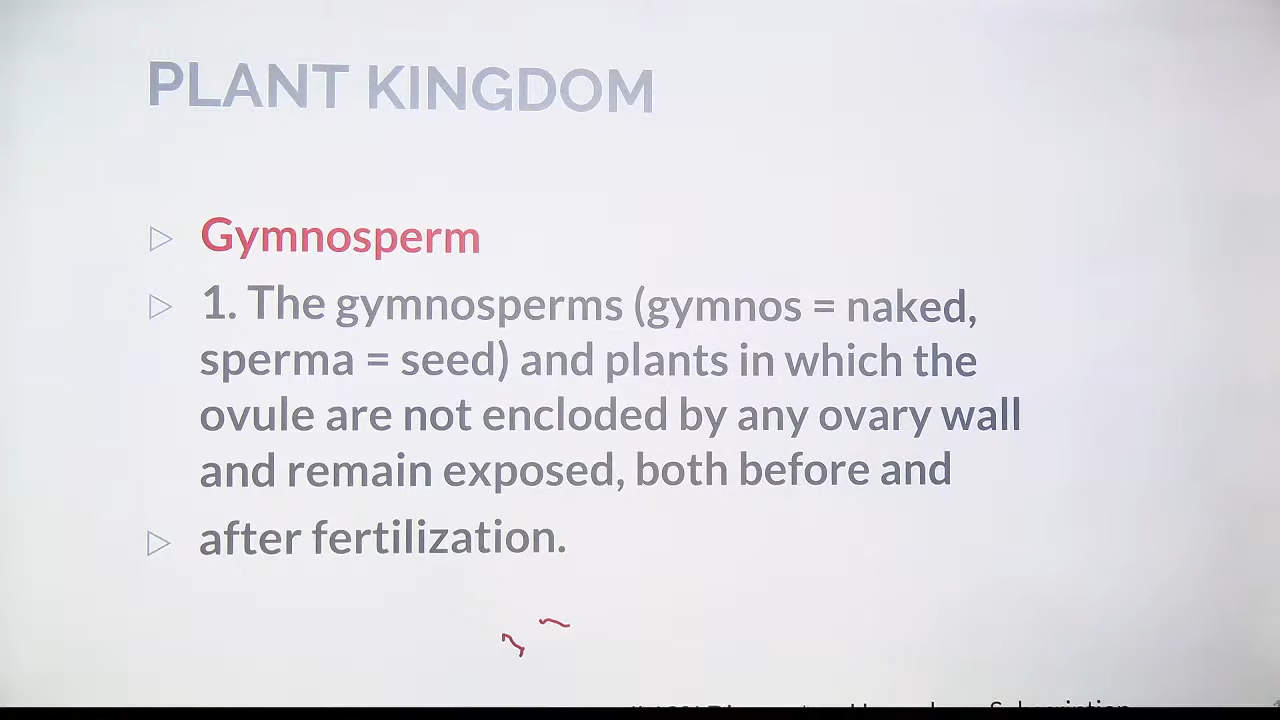 PLANT KINGDOM
Gymnosperm
1. The gymnosperms (gymnos = naked,
sperma = seed) and plants in which the
ovule are not encloded by any ovary wall
and remain exposed, both before and
after fertilization.